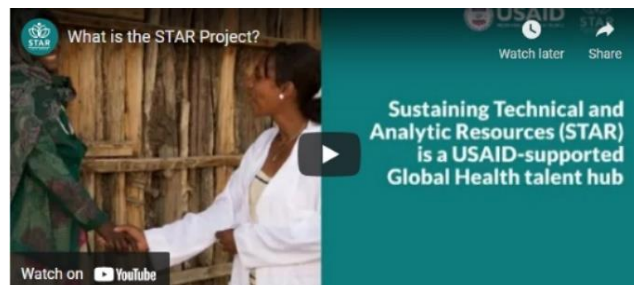 STAR
What is the STAR Project?
USAID
Watch later
Share
Sustaining Technical and
Analytic Resources (STAR)
is a USAID-supported
Global Health talent hub
Watch on YouTube